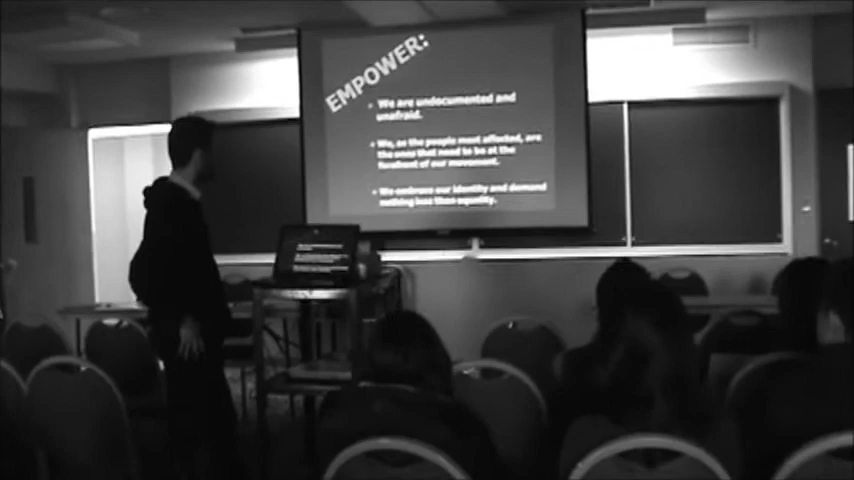 EMPOWER:
• We are undocumented and
unafraid.
• We, as the people most affected, are
the ones that need to be at the
forefront of our movement.
• We embrace our identity and demand
nothing less than equality.